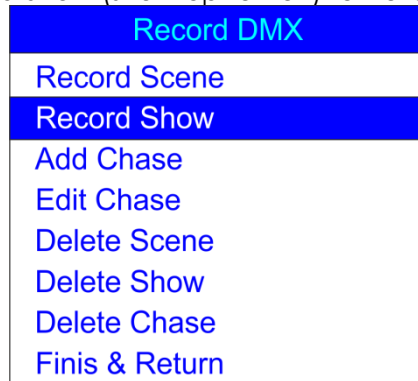 Record DMX
Record Scene
Record Show
Add Chase
Edit Chase
Delete Scene
Delete Show
Delete Chase
Finis & Return